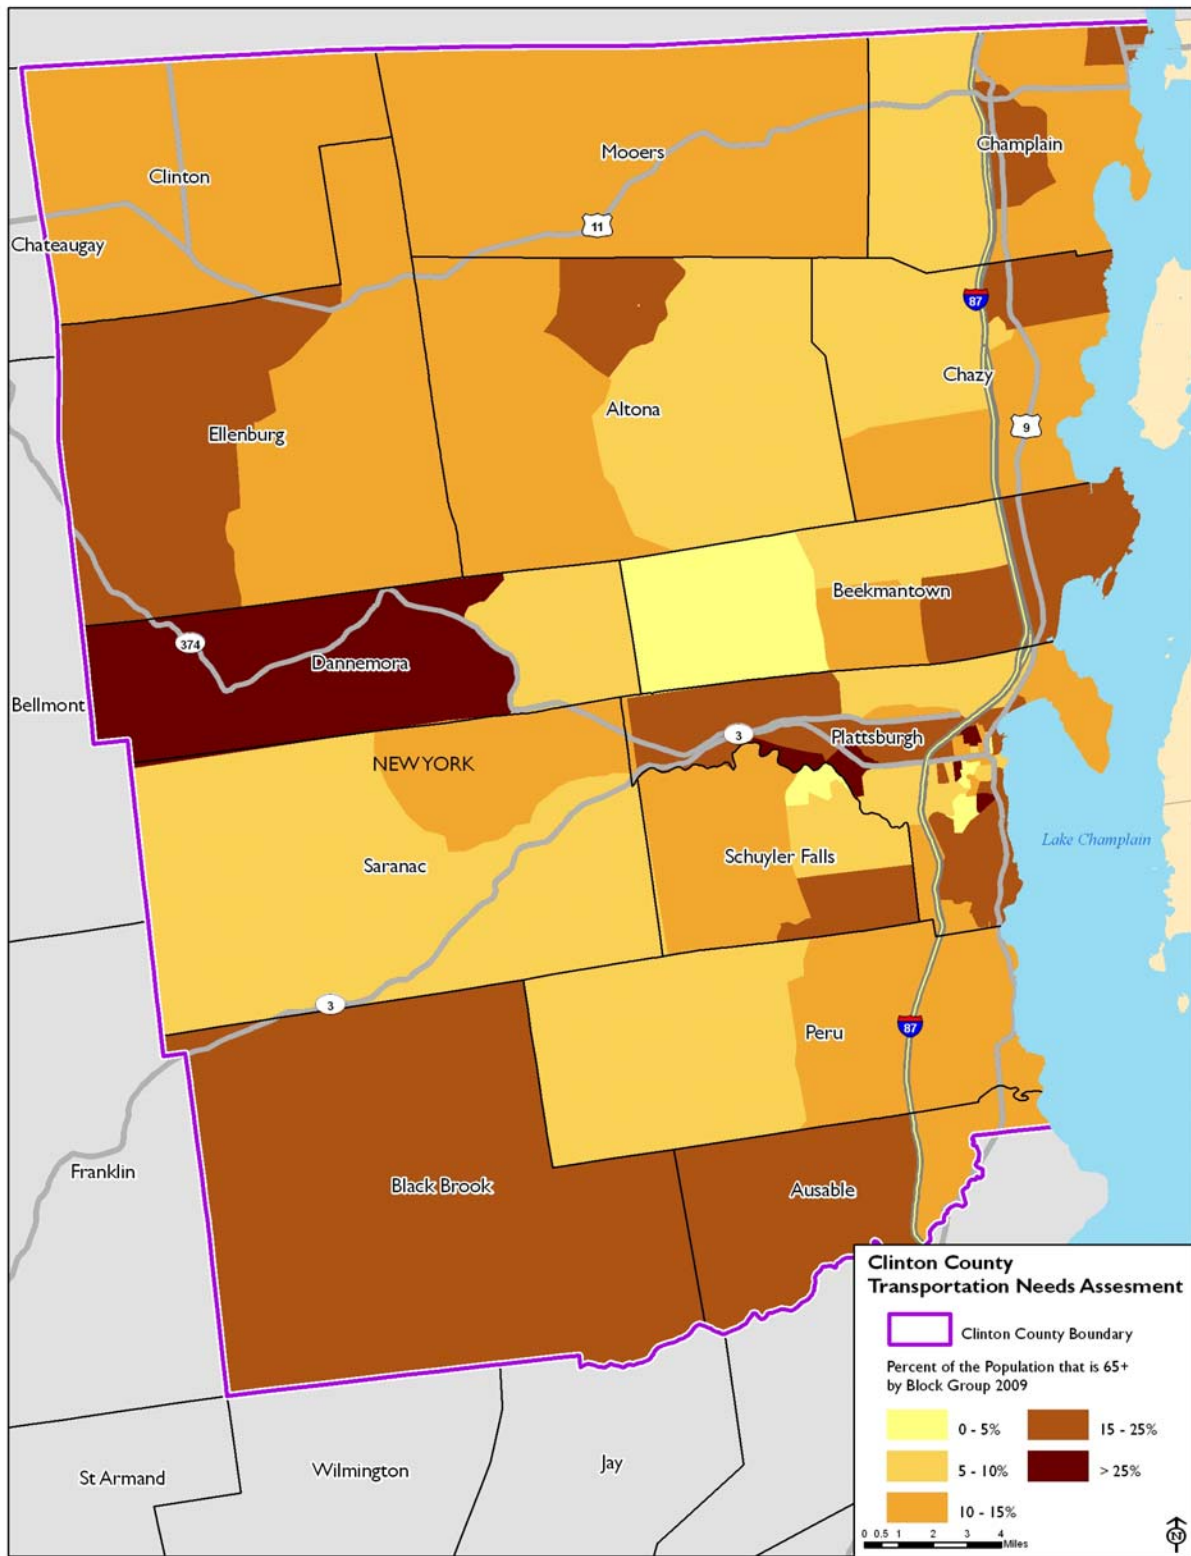 Clinton
Mooers
Champlain
11
Chateaugay
87
Chazy
Altona
9
Ellenburg
Beekmantown
374
Dannemora
Bellmont
3
Plattsburgh
NEW YORK
Lake Champlain
Schuyler Falls
Saranac
3
87
Peru
Franklin
Black Brook
Ausable
Clinton County
Transportation Needs Assesment
Clinton County Boundary
Percent of the Population that is 65+
by Block Group 2009
0 - 5%
15 - 25%
5 - 10%
> 25%
10 - 15%
St Armand
Wilmington
Jay
0 0.5 1 2 3 4
Miles
N